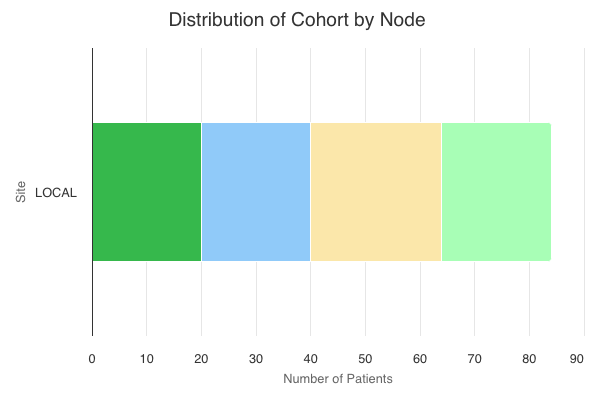 Distribution of Cohort by Node
Site
LOCAL
0 10 20 30 40 50 60 70 80 90
Number of Patients